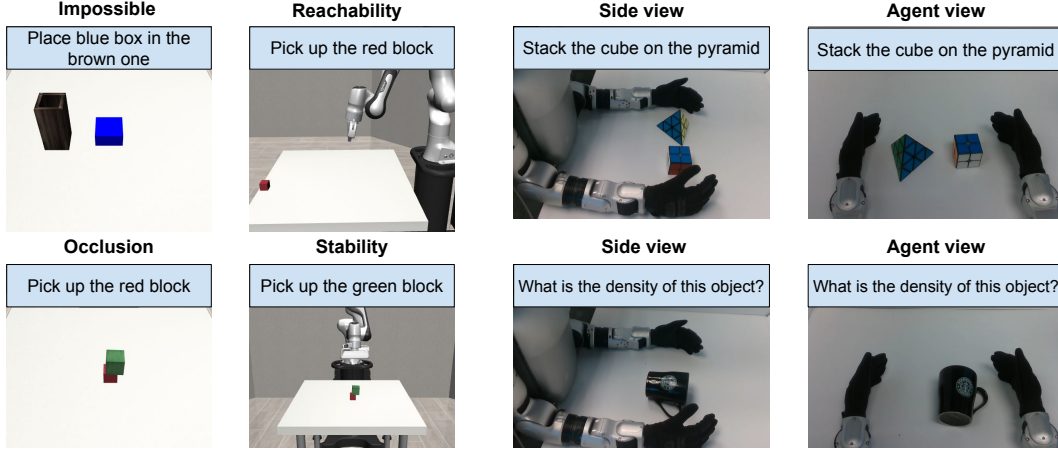 Impossible
Reachability
Side view
Agent view
Place blue box in the
brown one
Pick up the red block
Stack the cube on the pyramid
Stack the cube on the pyramid
Occlusion
Stability
Side view
Agent view
Pick up the red block
Pick up the green block
What is the density of this object?
What is the density of this object?